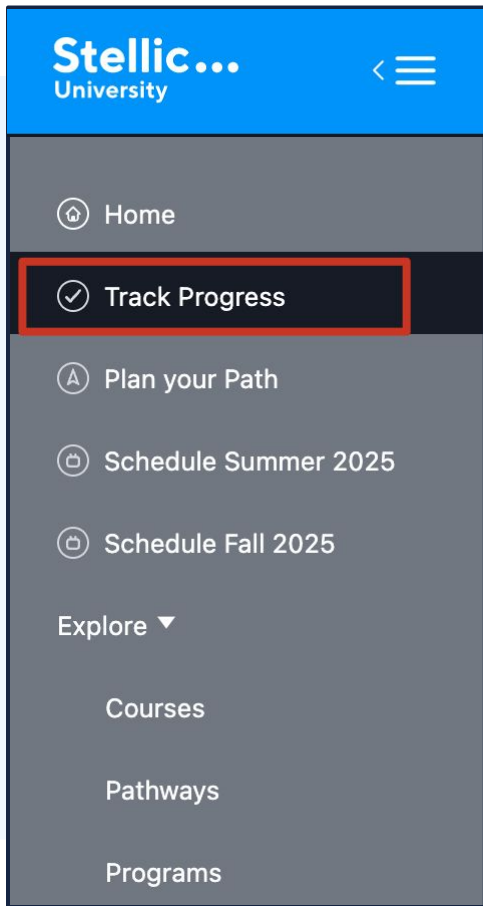 Stellic...
University
Home
Track Progress
Plan your Path
Schedule Summer 2025
Schedule Fall 2025
Explore
Courses
Pathways
Programs